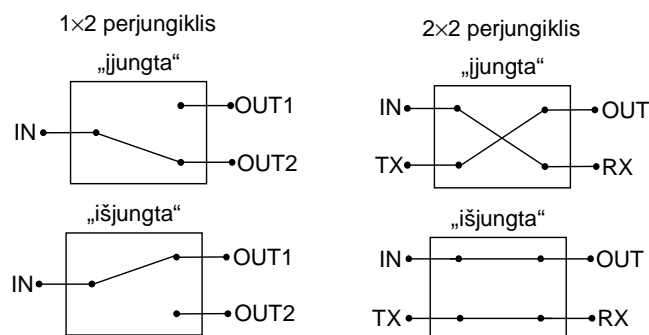 1×2 perjungiklis
„įjungta“
IN
OUT1
OUT2
„išjungta“
IN
OUT1
OUT2
2×2 perjungiklis
„įjungta“
IN
OUT
TX
RX
„išjungta“
IN
OUT
TX
RX